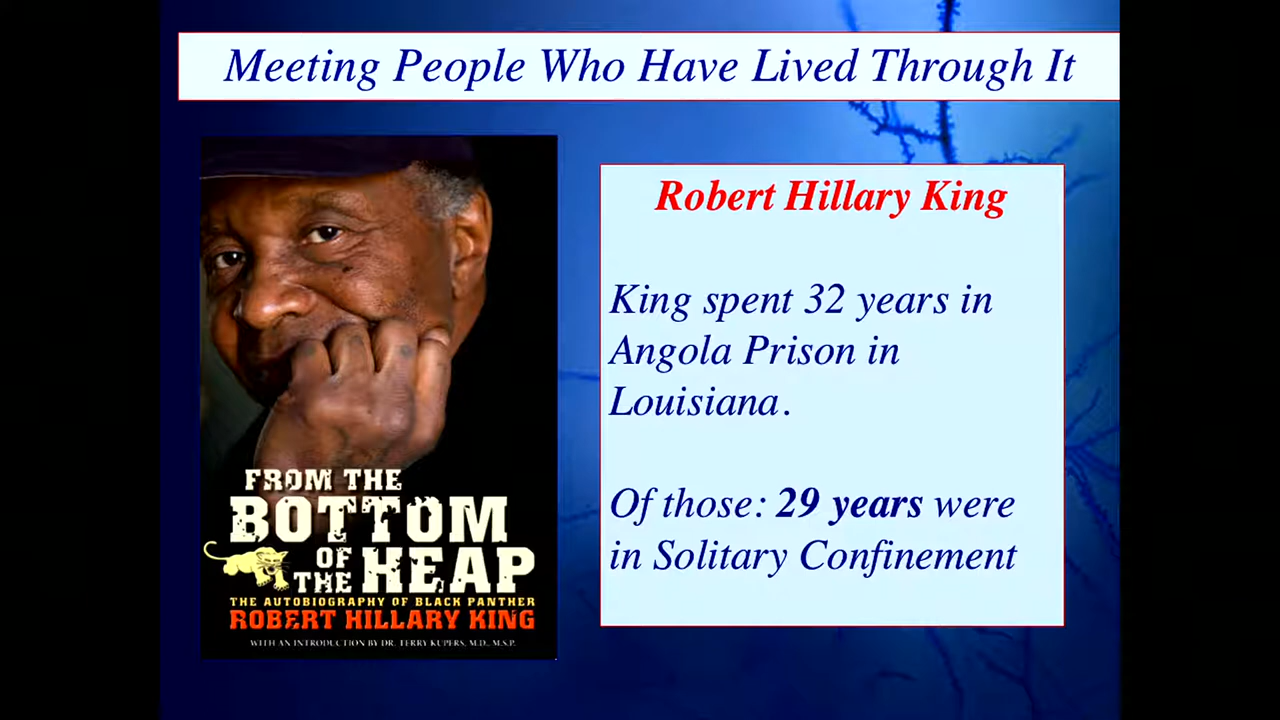 Meeting People Who Have Lived Through It
FROM THE
BOTTOM
OF
THE HEAP
THE AUTOBIOGRAPHY OF BLACK PANTHER
ROBERT HILLARY KING
WITH AN INTRODUCTION BY DR. TERRY KUPERS, M.D., M.S.P.
Robert Hillary King
King spent 32 years in
Angola Prison in
Louisiana.
Of those: 29 years were
in Solitary Confinement